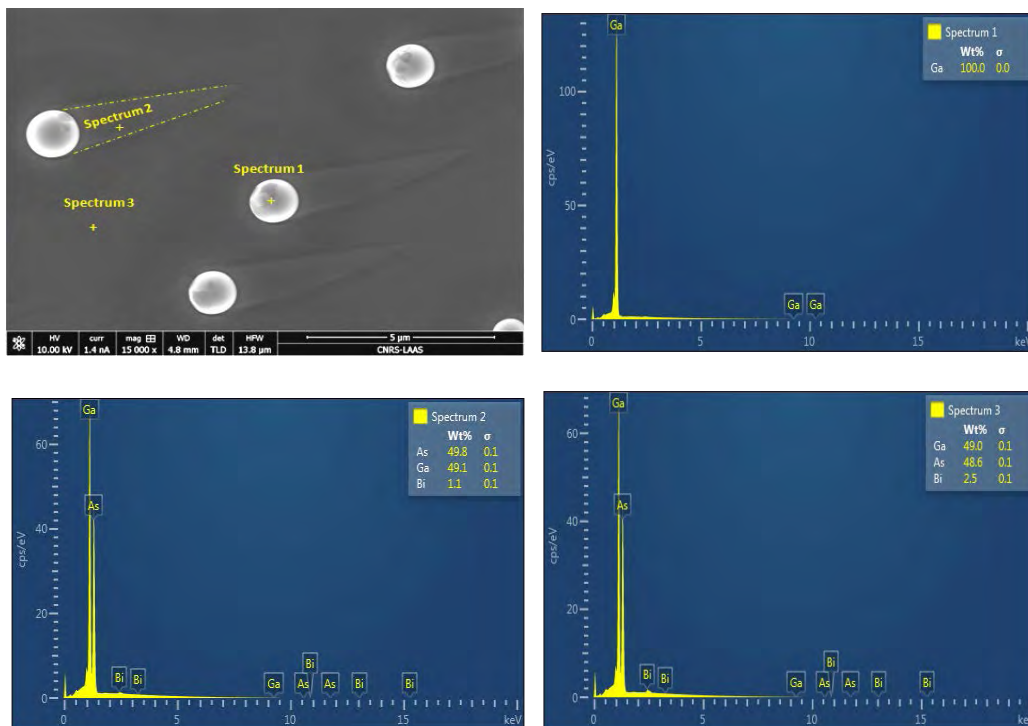 Spectrum 2
Spectrum 1
Spectrum 3
HV curr mag WD det HFW 5 µm
10.00 kV 1.4 nA 15 000 x 4.8 mm TLD 13.8 µm CNRS-LAAS
Ga
Spectrum 1
Wt% σ
Ga 100.0 0.0
100
cps/eV
50
Ga Ga
0
0 5 10 15 keV
Ga
Spectrum 2
Wt% σ
As 49.8 0.1
Ga 49.1 0.1
Bi 1.1 0.1
60
As
40
cps/eV
20
Bi
Bi Bi Ga As As Bi Bi
0
0 5 10 15 keV
Ga
Spectrum 3
Wt% σ
Ga 49.0 0.1
As 48.6 0.1
Bi 2.5 0.1
60
As
40
cps/eV
20
Bi
Bi Bi Ga As As Bi Bi
0
0 5 10 15 keV